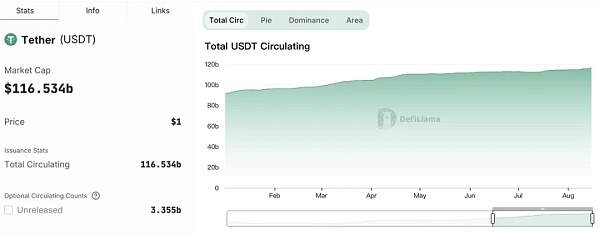 Stats
Info
Links
Tether (USDT)
Market Cap
$116.534b
Price
$1
Issuance Stats
Total Circulating
116.534b
Optional Circulating Counts ?
Unreleased
3.355b
Total Circ
Pie
Dominance
Area
Total USDT Circulating
120b
100b
80b
60b
40b
20b
0
DefiLlama
Feb
Mar
Apr
May
Jun
Jul
Aug